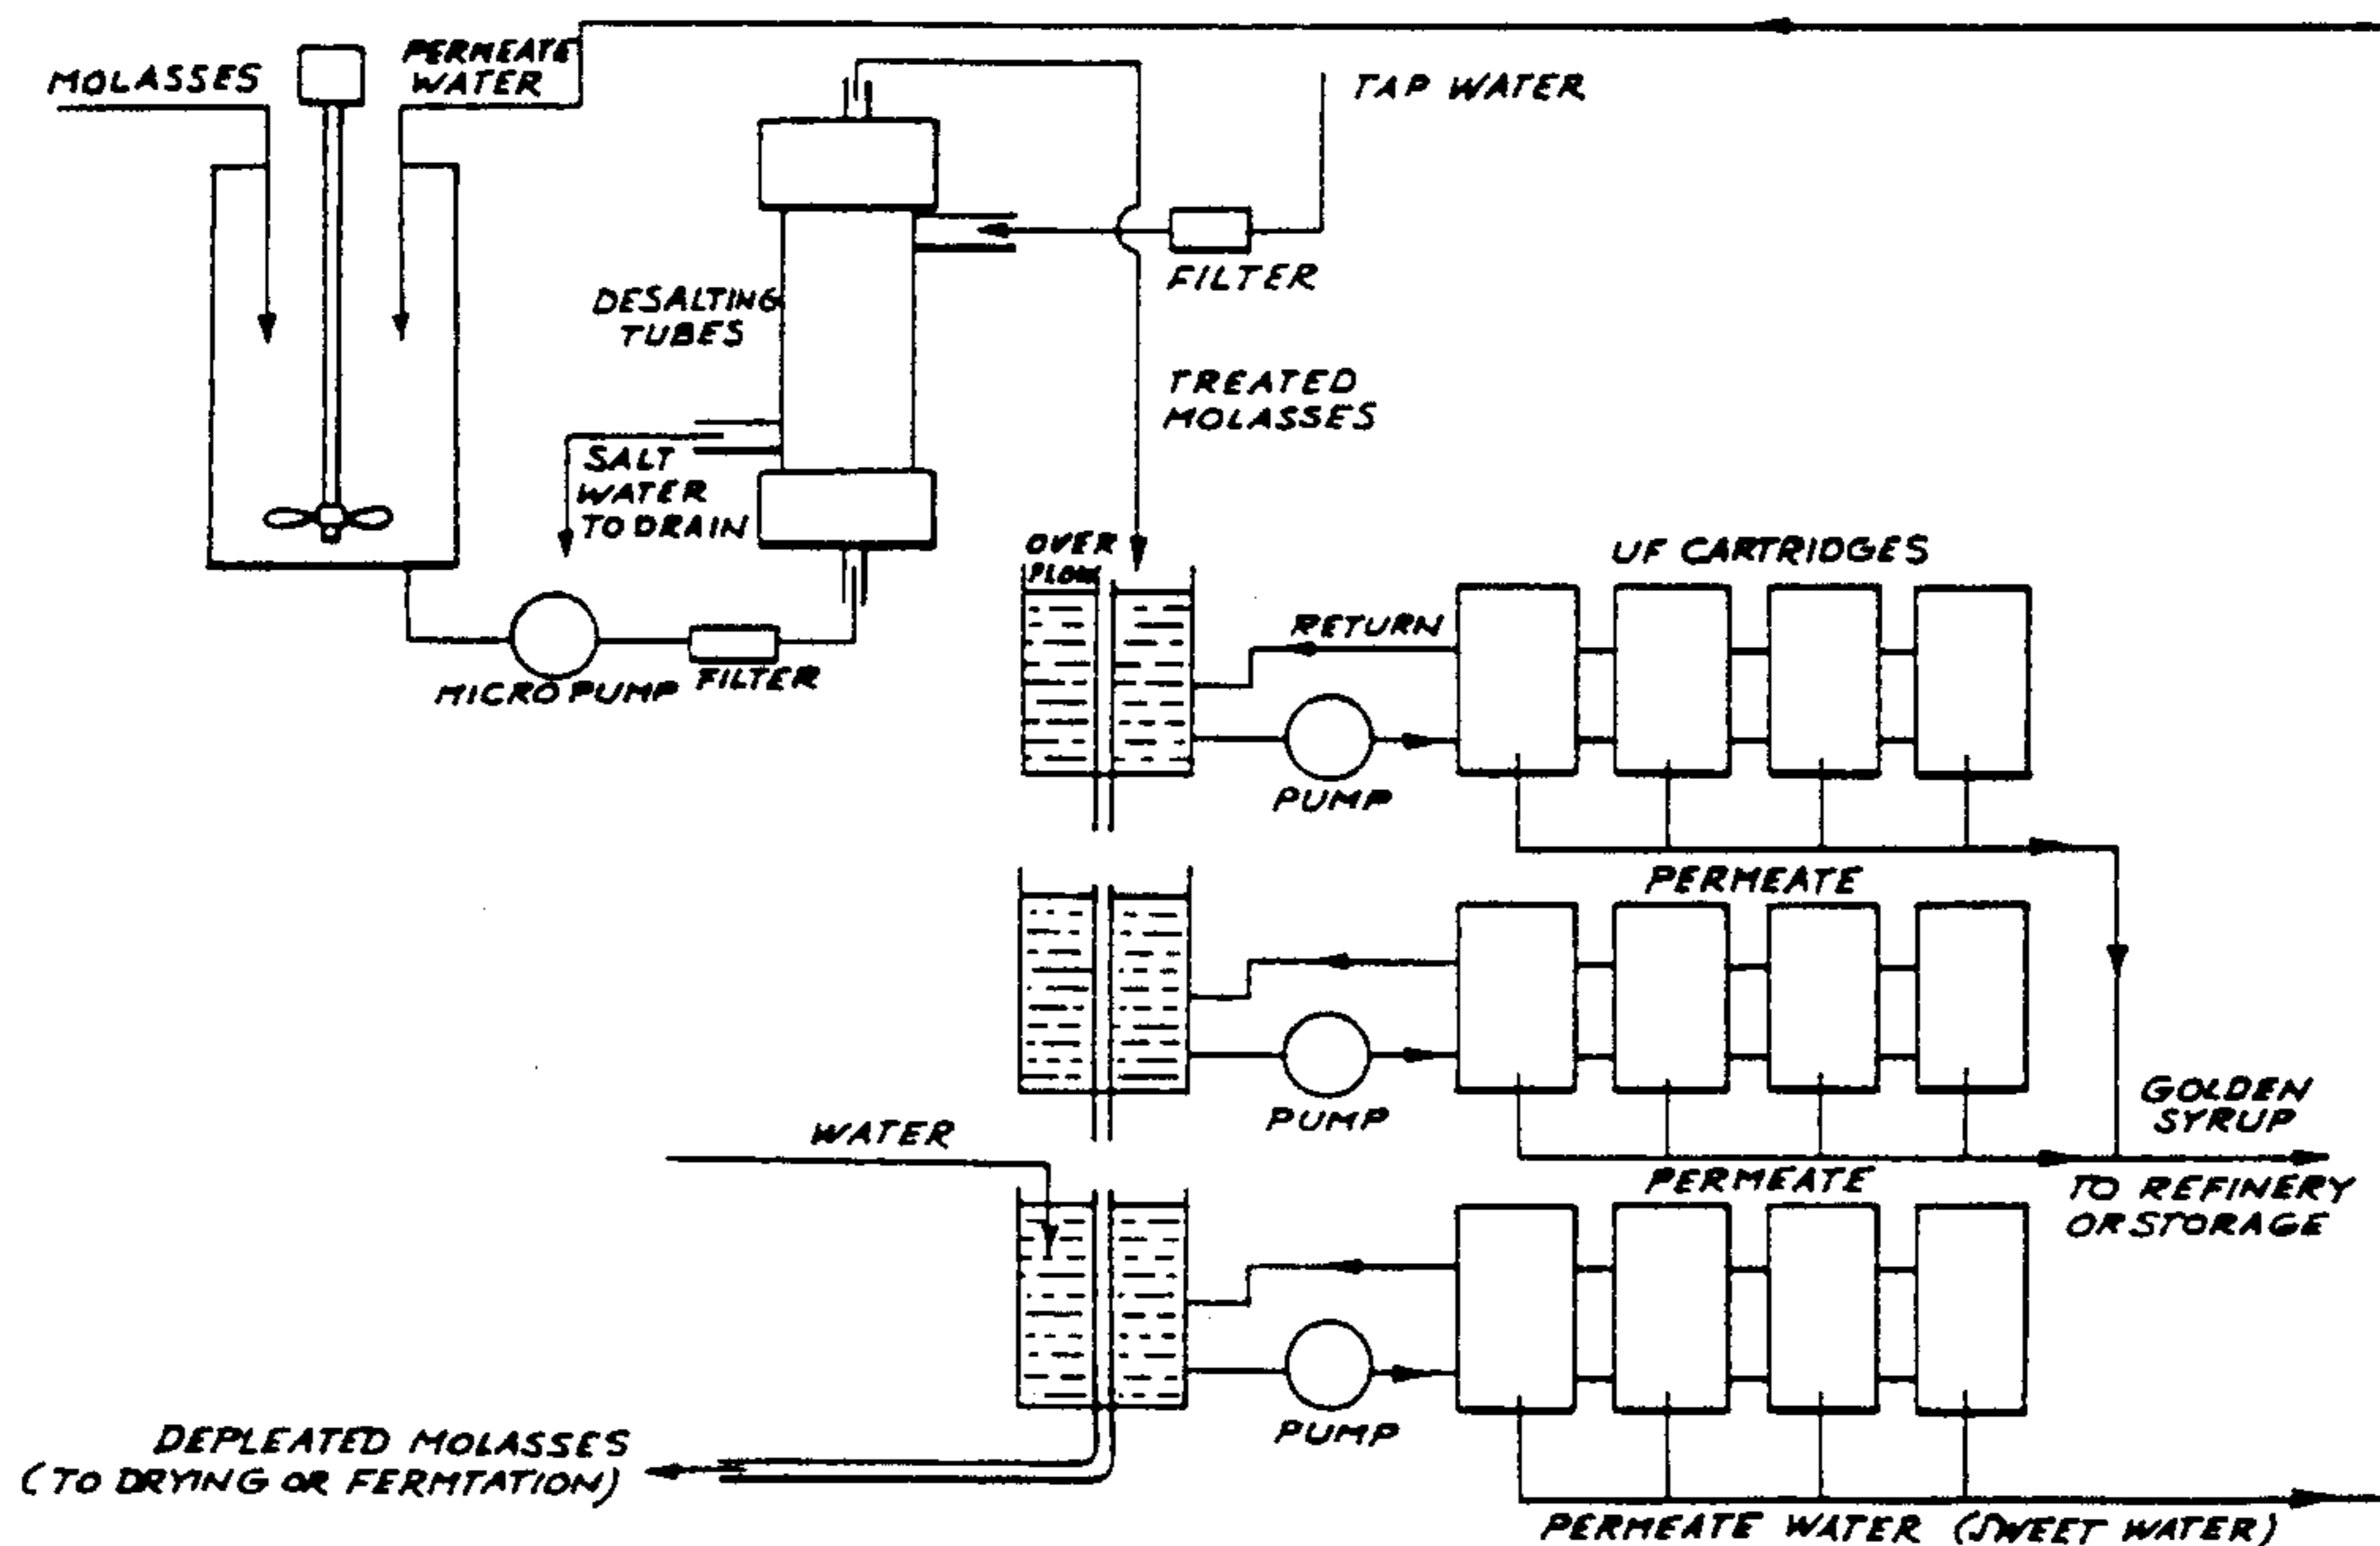 MOLASSES
PERMEATE
WATER
TAP WATER
FILTER
DESALTING
TUBES
TREATED
MOLASSES
SALT
WATER
TO DRAIN
MICRO PUMP
FILTER
OVER
FLOW
UF CARTRIDGES
RETURN
PUMP
PERMEATE
PUMP
GOLDEN
SYRUP
WATER
PERMEATE
TO REFINERY
OR STORAGE
PUMP
DEPLEATED MOLASSES
(TO DRYING OR FERMTATION)
PERMEATE WATER (SWEET WATER)